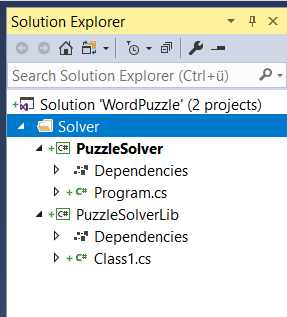 Solution Explorer
Search Solution Explorer (Ctrl+ü)
Solution 'WordPuzzle' (2 projects)
Solver
C# PuzzleSolver
Dependencies
C# Program.cs
C# PuzzleSolverLib
Dependencies
C# Class1.cs